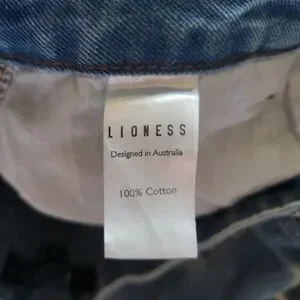 LIONESS
Designed in Australia
100% Cotton